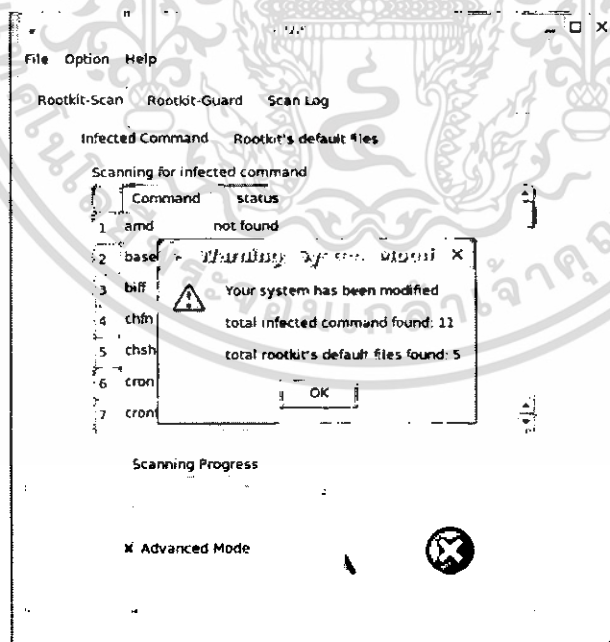 File Option Help
Rootkit-Scan Rootkit-Guard Scan Log
Infected Command Rootkit's default files
Scanning for infected command
Command status
1 amd not found
2 base
3 biff
4 chfn
5 chsh
6 cron
7 cron
Warning
Your system has been modified
total infected command found: 11
total rootkit's default files found: 5
OK
Scanning Progress
Advanced Mode